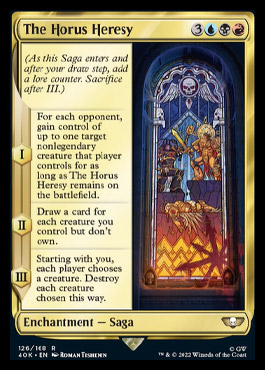 The Horus Heresy 3
(As this Saga enters and
after your draw step, add
a lore counter. Sacrifice
after III.)
I
For each opponent, gain
control of up to one target
nonlegendary creature that
player controls for as
long as The Horus
Heresy remains on
the battlefield.
II
Draw a card for each
creature you control but
don't own.
III
Starting with you,
each player chooses
a creature. Destroy
each creature
chosen this way.
Enchantment — Saga
126/168 R
40K • EN ROMAN TISHENIN
© GW
™ & © 2022 Wizards of the Coast